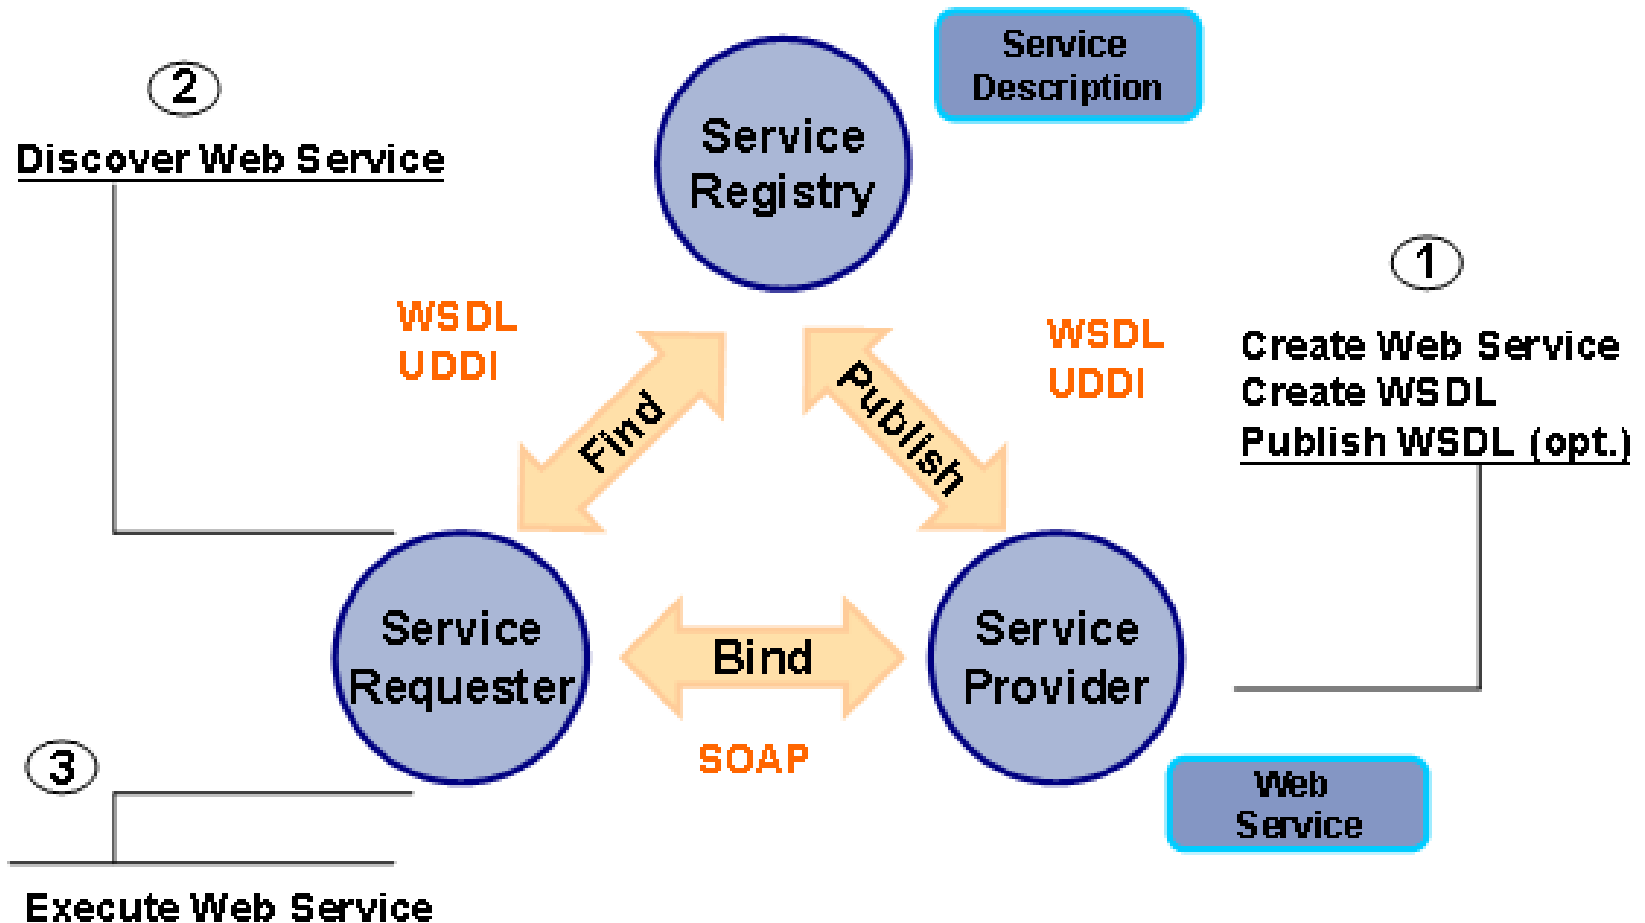 Service
Description
2
Discover Web Service
Service
Registry
1
WSDL
UDDI
WSDL
UDDI
Create Web Service
Create WSDL
Publish WSDL (opt.)
Find
Publish
Service
Requester
Bind
Service
Provider
SOAP
3
Web
Service
Execute Web Service